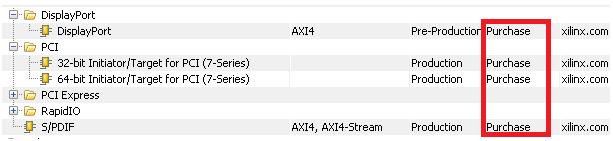 DisplayPort
DisplayPort AXI4 Pre-Production Purchase xilinx.com
PCI
32-bit Initiator/Target for PCI (7-Series) Production Purchase xilinx.com
64-bit Initiator/Target for PCI (7-Series) Production Purchase xilinx.com
PCI Express
RapidIO
S/PDIF AXI4, AXI4-Stream Production Purchase xilinx.com